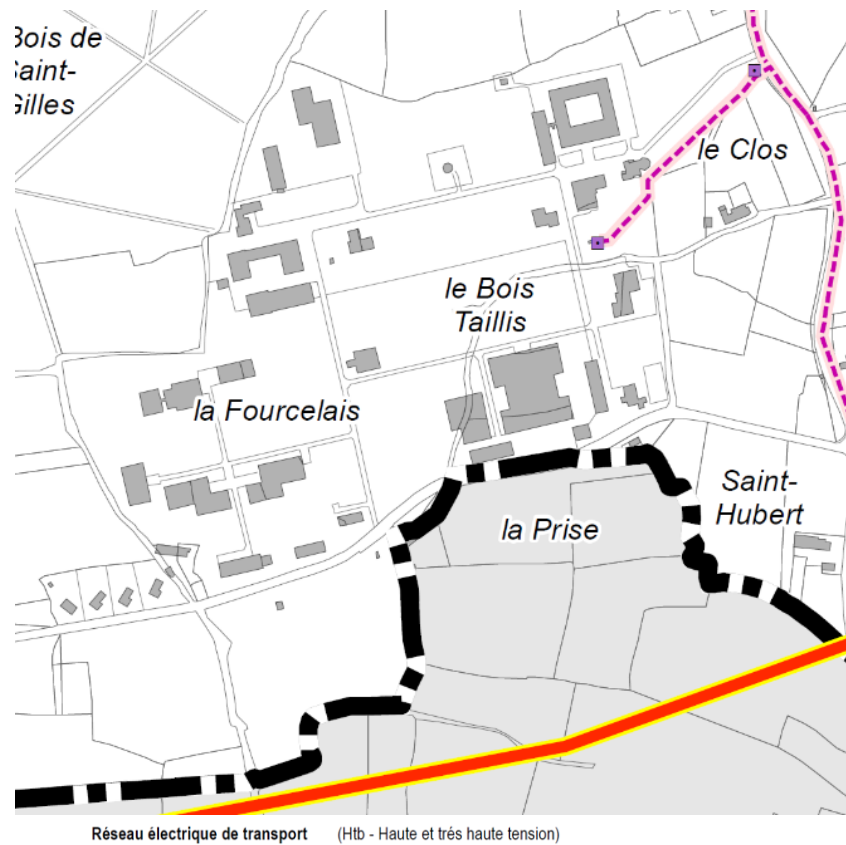 Bois de
Saint-
Gilles
le Clos
le Bois
Taillis
la Fourcelais
Saint-
Hubert
la Prise
Réseau électrique de transport (Htb - Haute et trés haute tension)